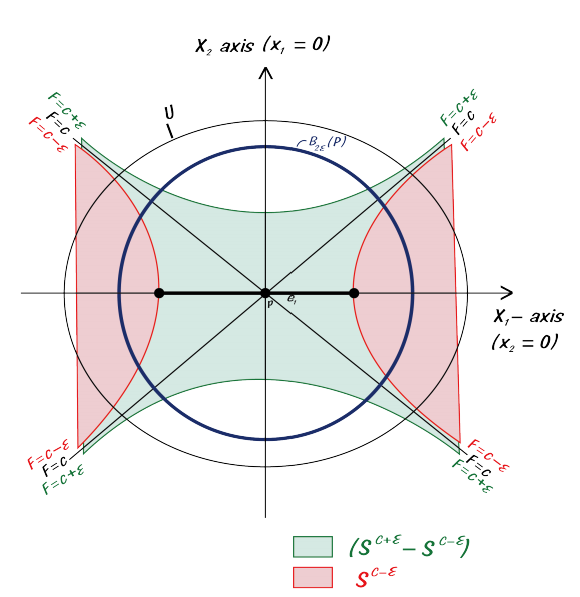 X₂ axis (x₁ = 0)
F=c+ε
F=c
F=c-ε
U
B₂ε(P)
F=c+ε
F=c
F=c-ε
P
e₁
X₁- axis
(x₂ = 0)
F=c-ε
F=c
F=c+ε
F=c-ε
F=c
F=c+ε
(S^{c+ε} - S^{c-ε})
S^{c-ε}